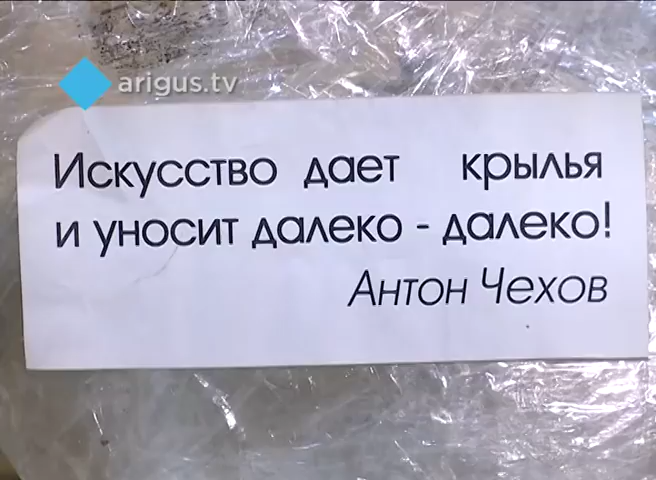 arigus.tv
Искусство дает крылья
и уносит далеко - далеко!
Антон Чехов